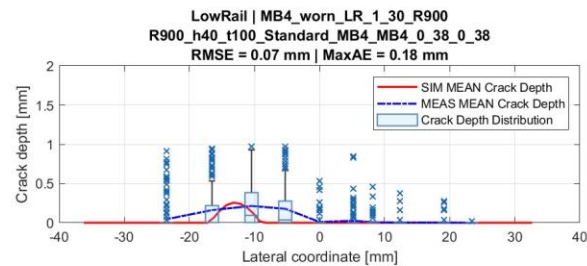 LowRail | MB4_worn_LR_1_30_R900
R900_h40_t100_Standard_MB4_MB4_0_38_0_38
RMSE = 0.07 mm | MaxAE = 0.18 mm
SIM MEAN Crack Depth
MEAS MEAN Crack Depth
Crack Depth Distribution
Crack depth [mm]
2
1.5
1
0.5
0
-40 -30 -20 -10 0 10 20 30 40
Lateral coordinate [mm]